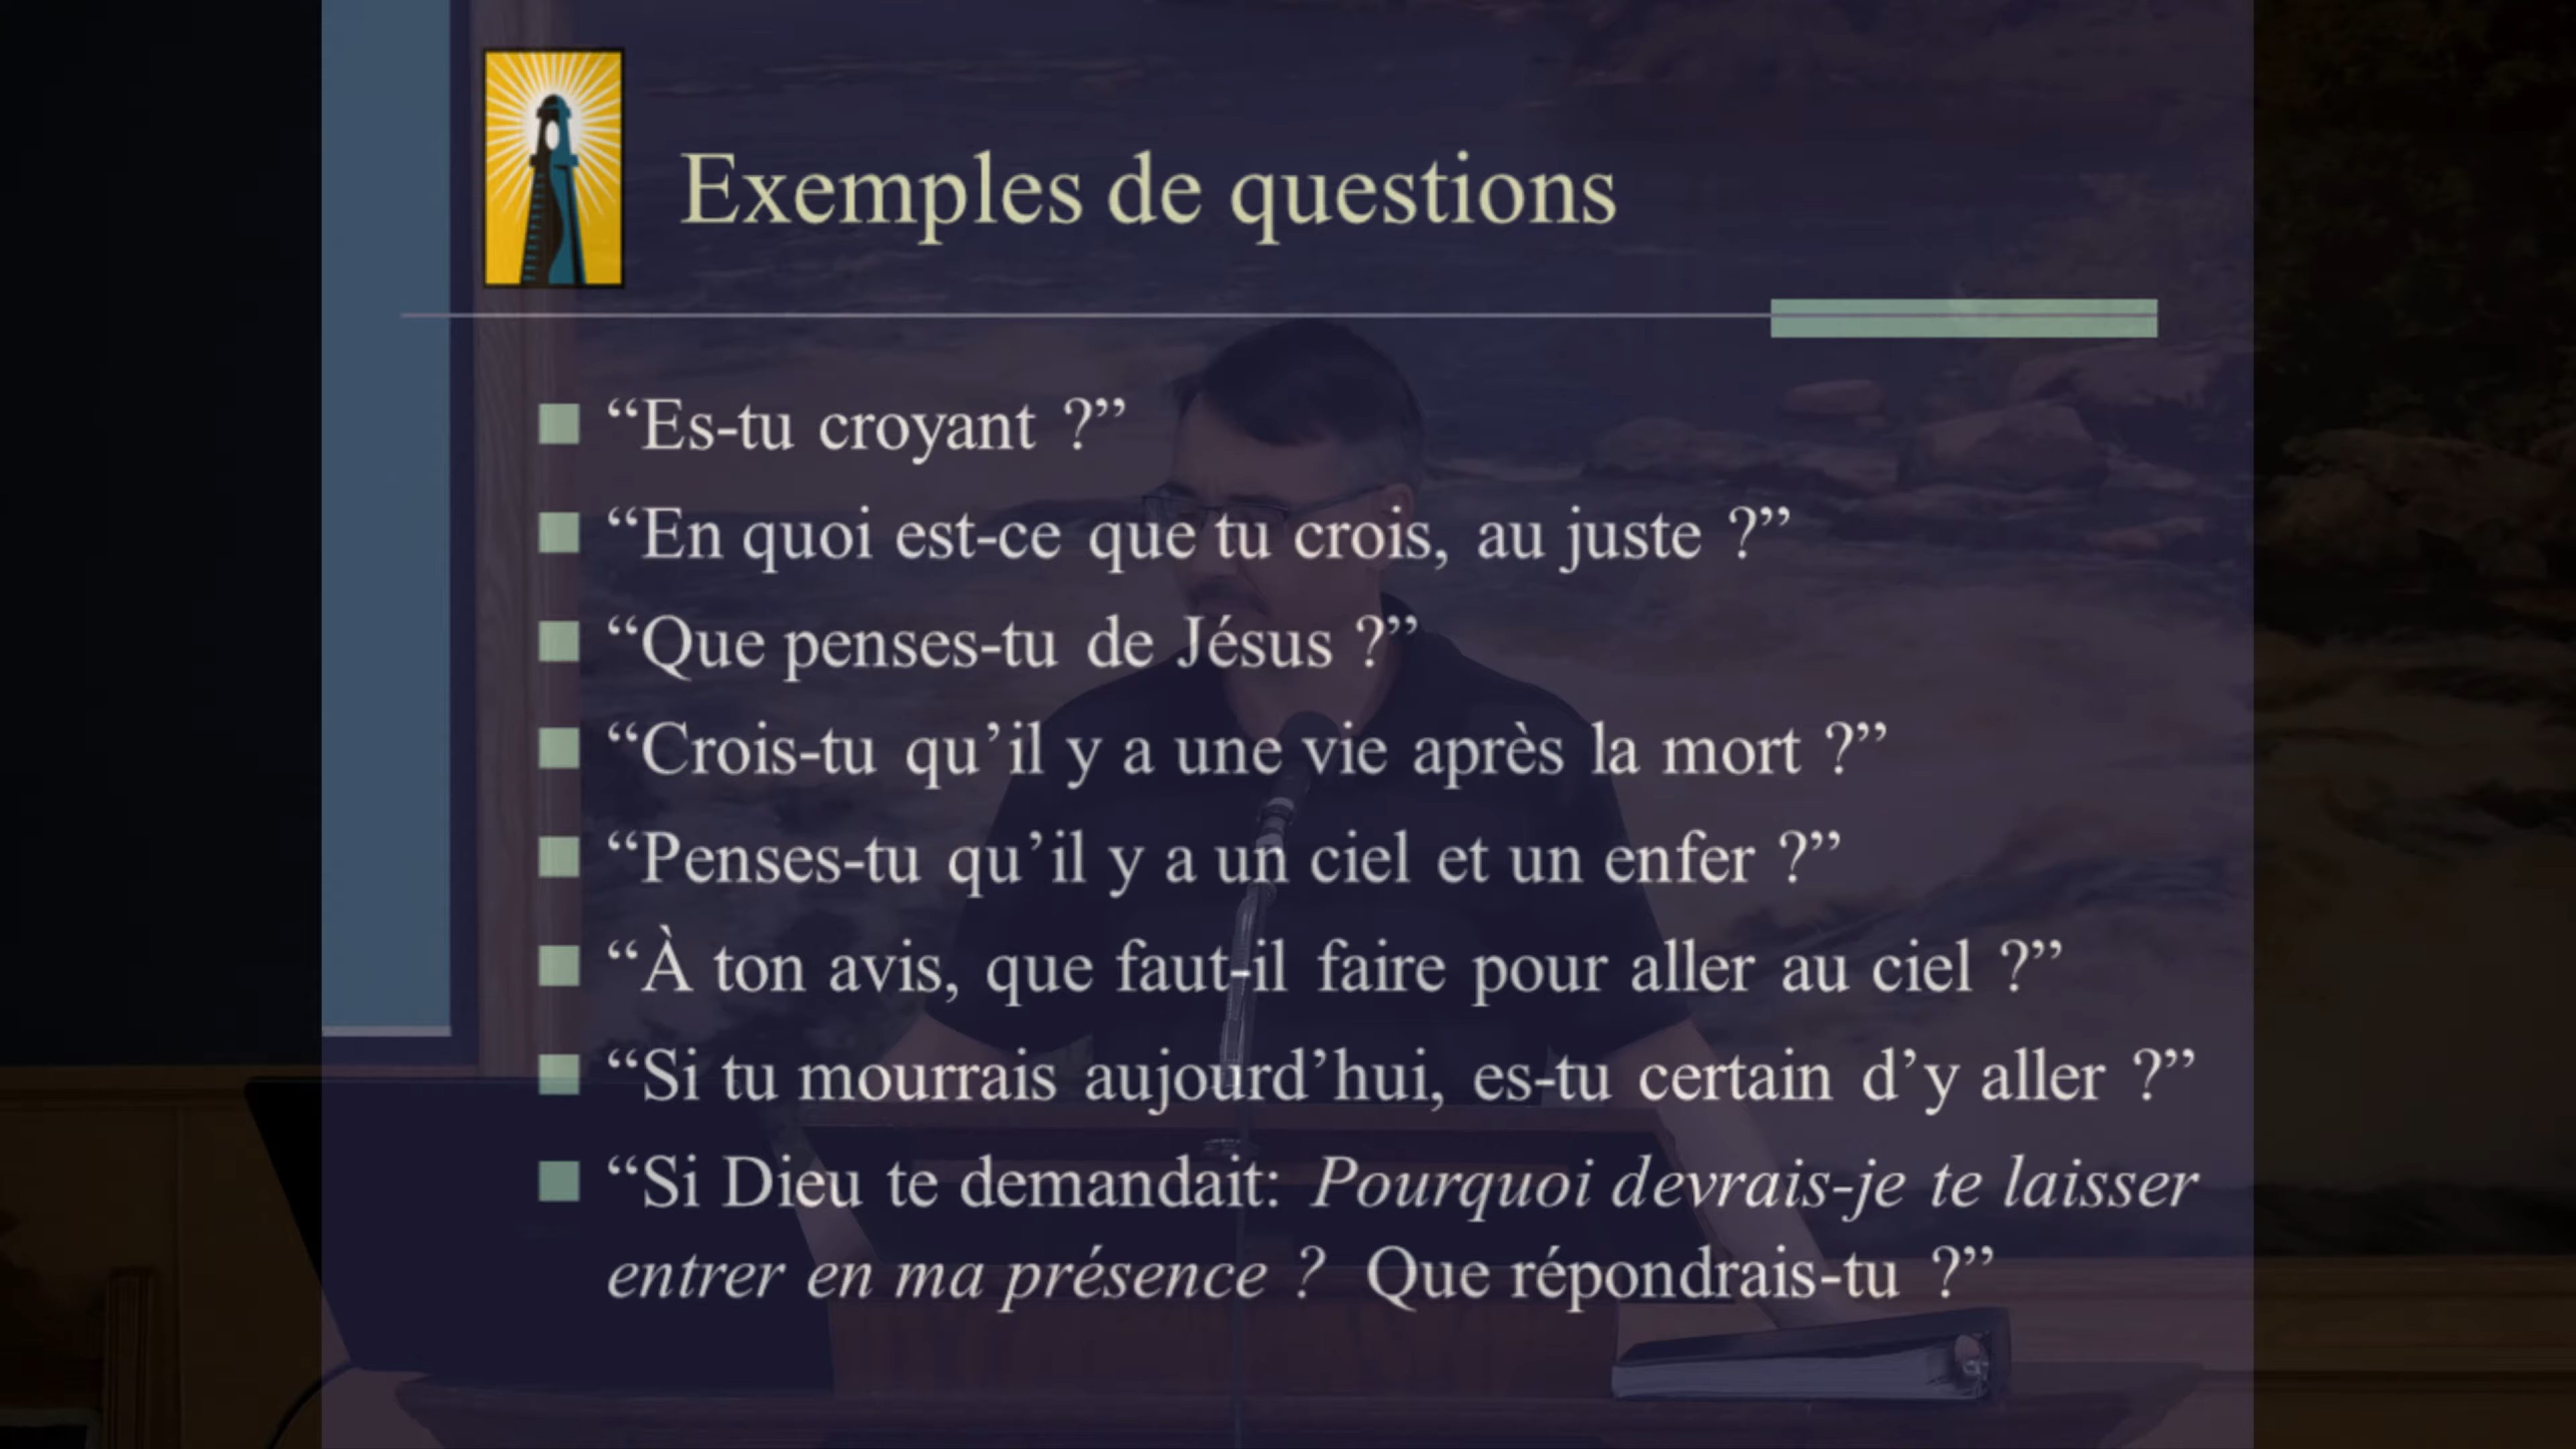 Exemples de questions
“Es-tu croyant ?”
“En quoi est-ce que tu crois, au juste ?”
“Que penses-tu de Jésus ?”
“Crois-tu qu’il y a une vie après la mort ?”
“Penses-tu qu’il y a un ciel et un enfer ?”
“À ton avis, que faut-il faire pour aller au ciel ?”
“Si tu mourrais aujourd’hui, es-tu certain d’y aller ?”
“Si Dieu te demandait: Pourquoi devrais-je te laisser
entrer en ma présence ? Que répondrais-tu ?”